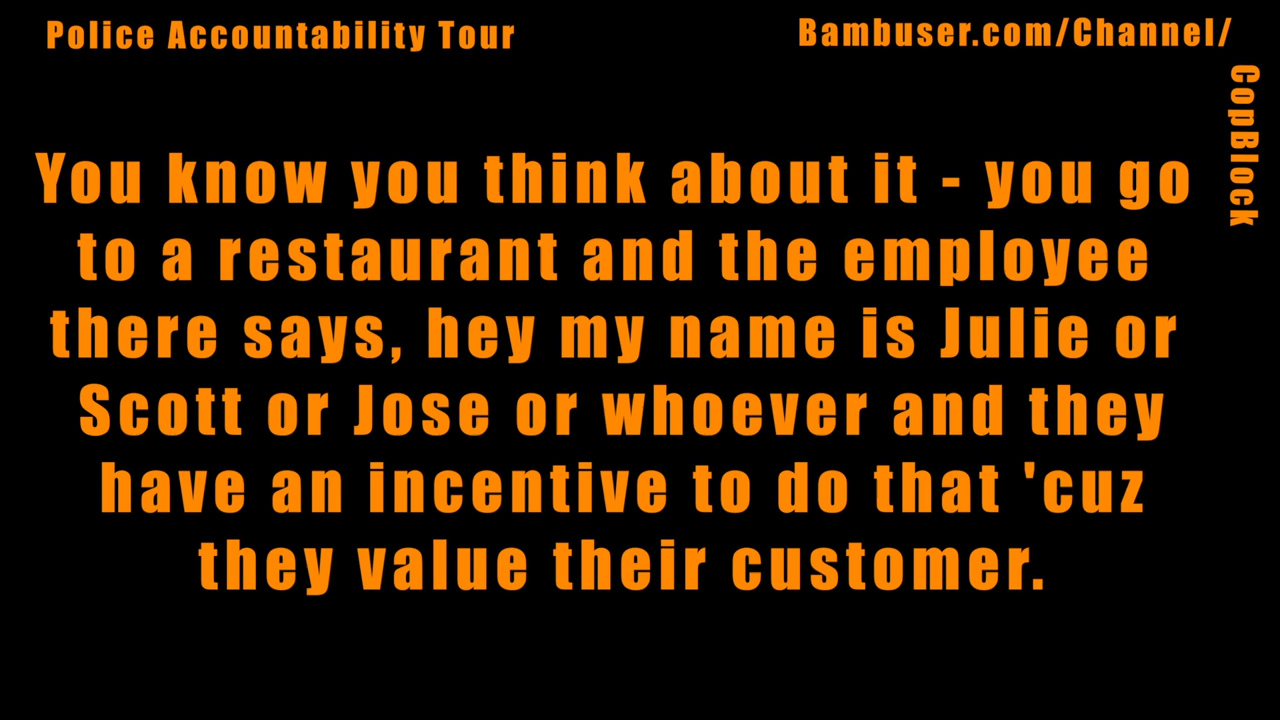 Police Accountability Tour
Bambuser.com/Channel/
CopBlock
You know you think about it - you go
to a restaurant and the employee
there says, hey my name is Julie or
Scott or Jose or whoever and they
have an incentive to do that 'cuz
they value their customer.